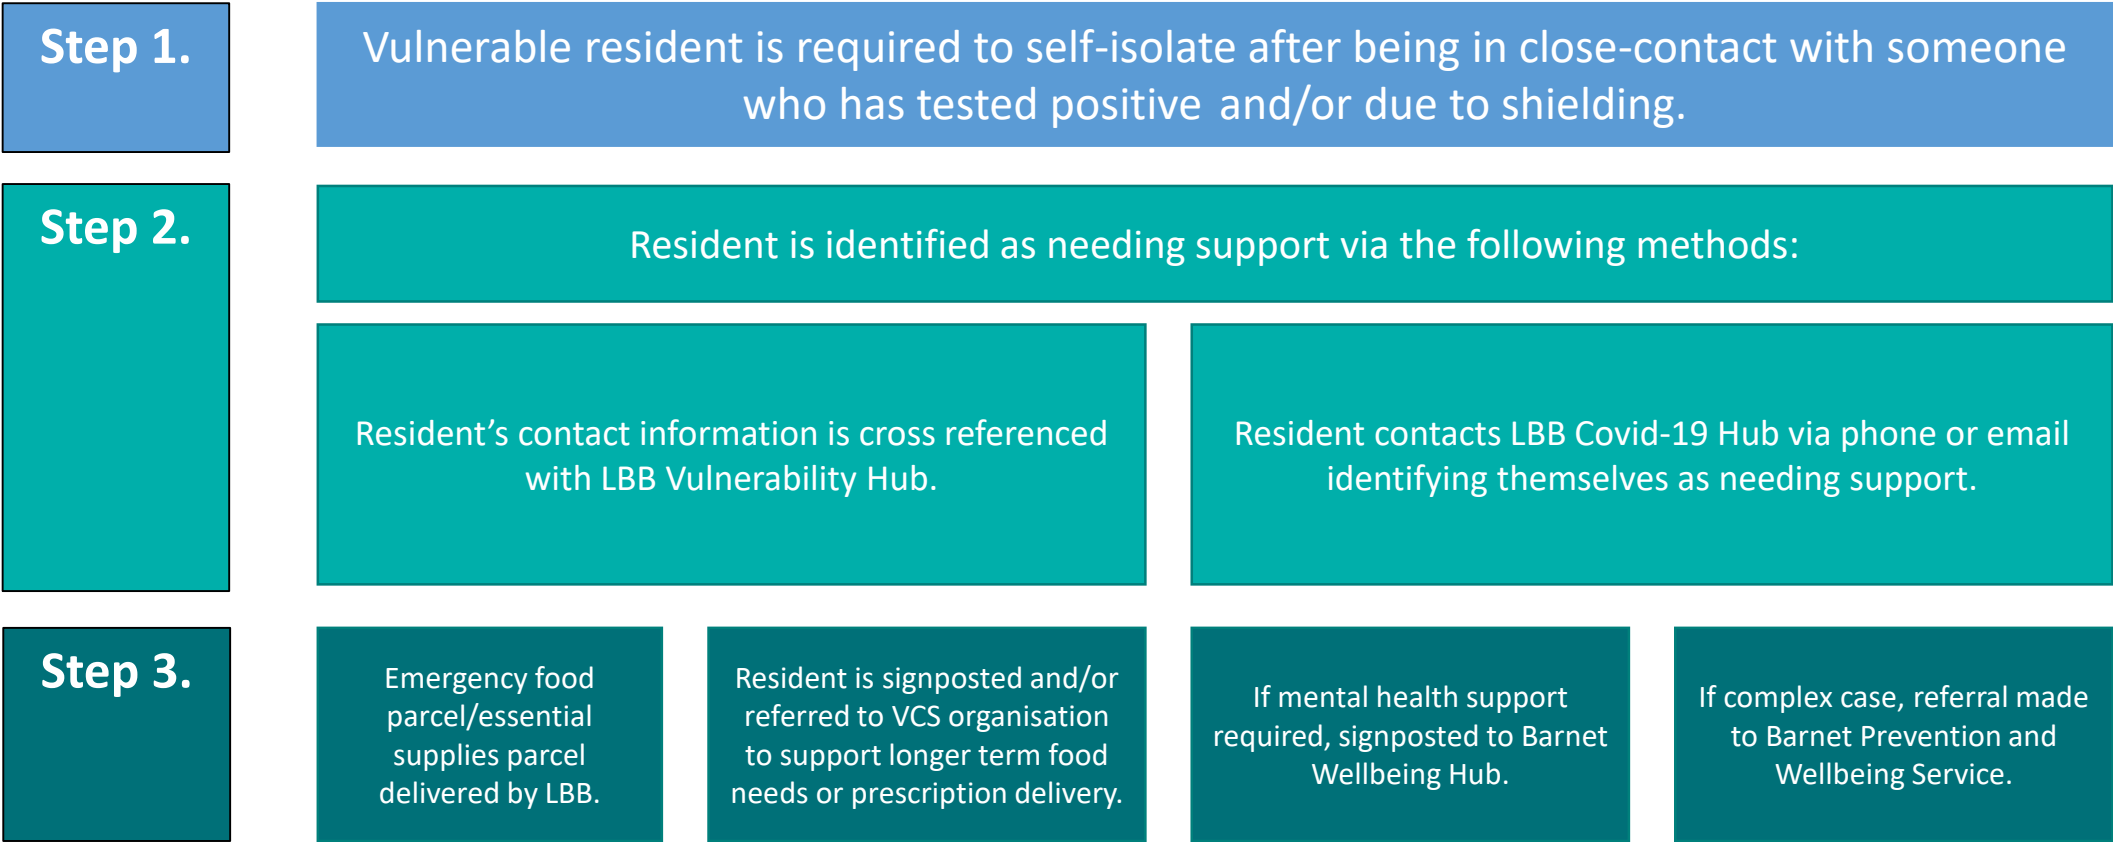 Step 1.
Vulnerable resident is required to self-isolate after being in close-contact with someone
who has tested positive and/or due to shielding.
Step 2.
Resident is identified as needing support via the following methods:
Resident’s contact information is cross referenced
with LBB Vulnerability Hub.
Resident contacts LBB Covid-19 Hub via phone or email
identifying themselves as needing support.
Step 3.
Emergency food
parcel/essential
supplies parcel
delivered by LBB.
Resident is signposted and/or
referred to VCS organisation
to support longer term food
needs or prescription delivery.
If mental health support
required, signposted to Barnet
Wellbeing Hub.
If complex case, referral made
to Barnet Prevention and
Wellbeing Service.